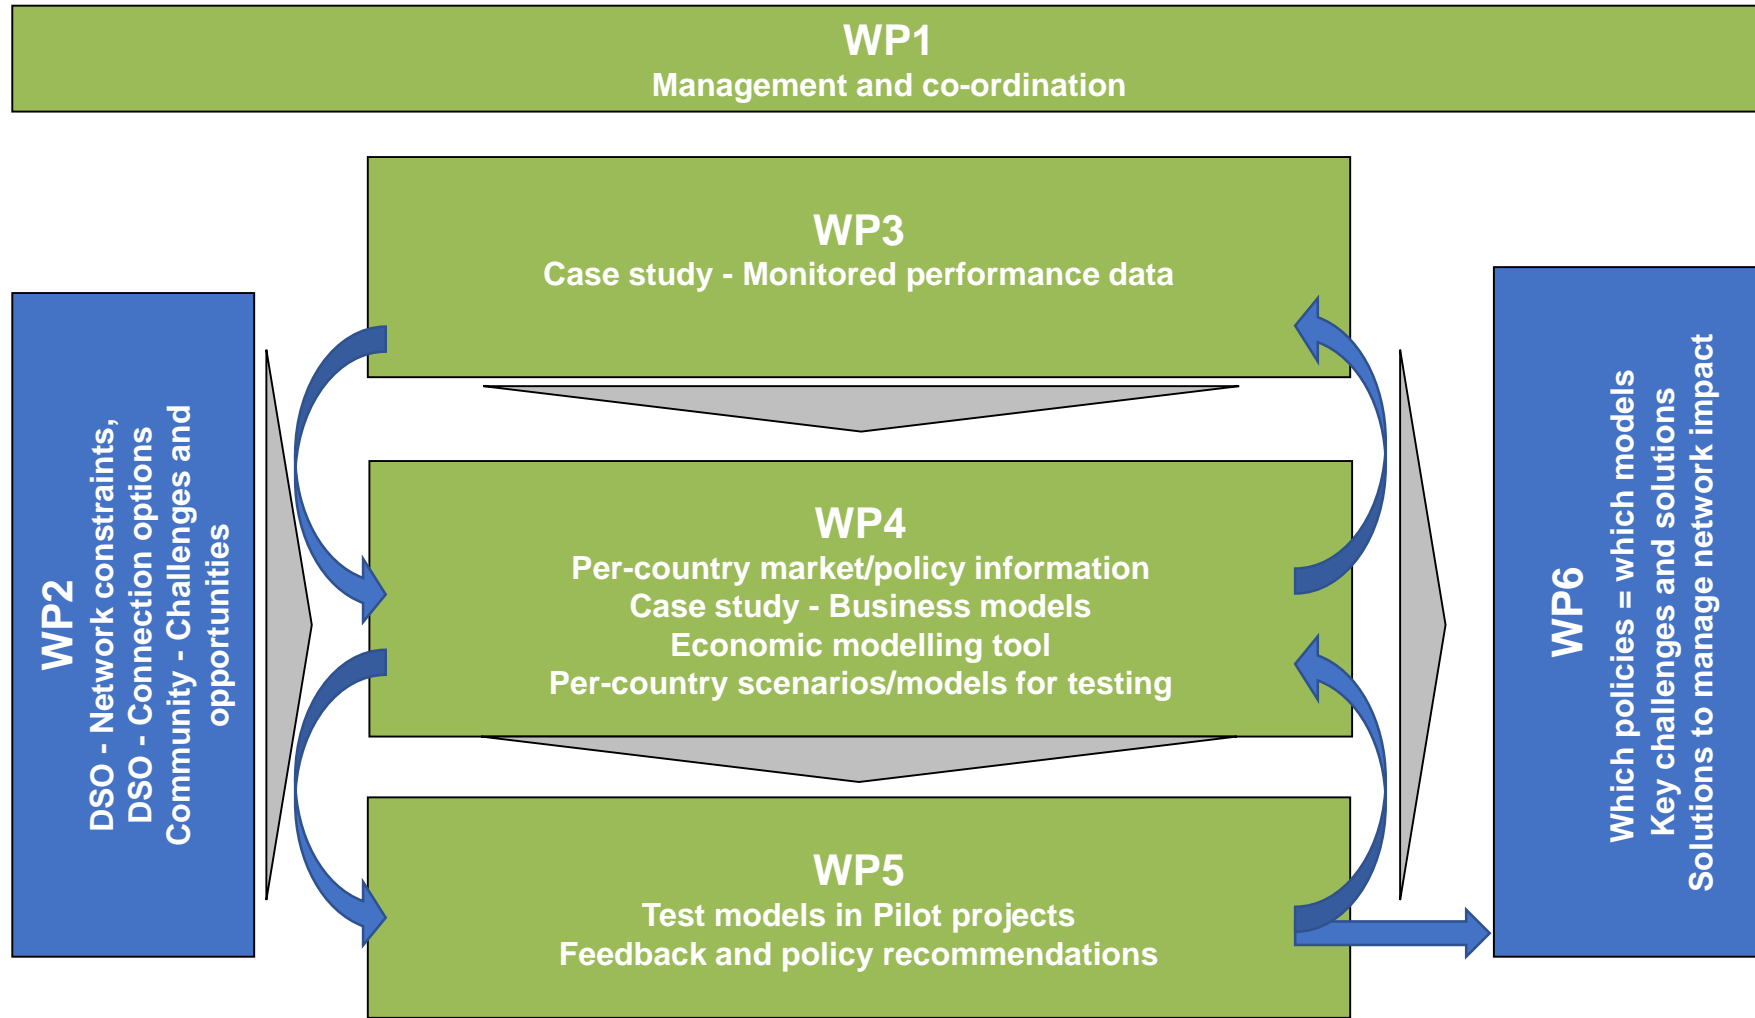 WP1
Management and co-ordination
WP3
Case study - Monitored performance data
WP2
DSO - Network constraints,
DSO - Connection options
Community - Challenges and
opportunities
WP4
Per-country market/policy information
Case study - Business models
Economic modelling tool
Per-country scenarios/models for testing
WP5
Test models in Pilot projects
Feedback and policy recommendations
WP6
Which policies = which models
Key challenges and solutions
Solutions to manage network impact